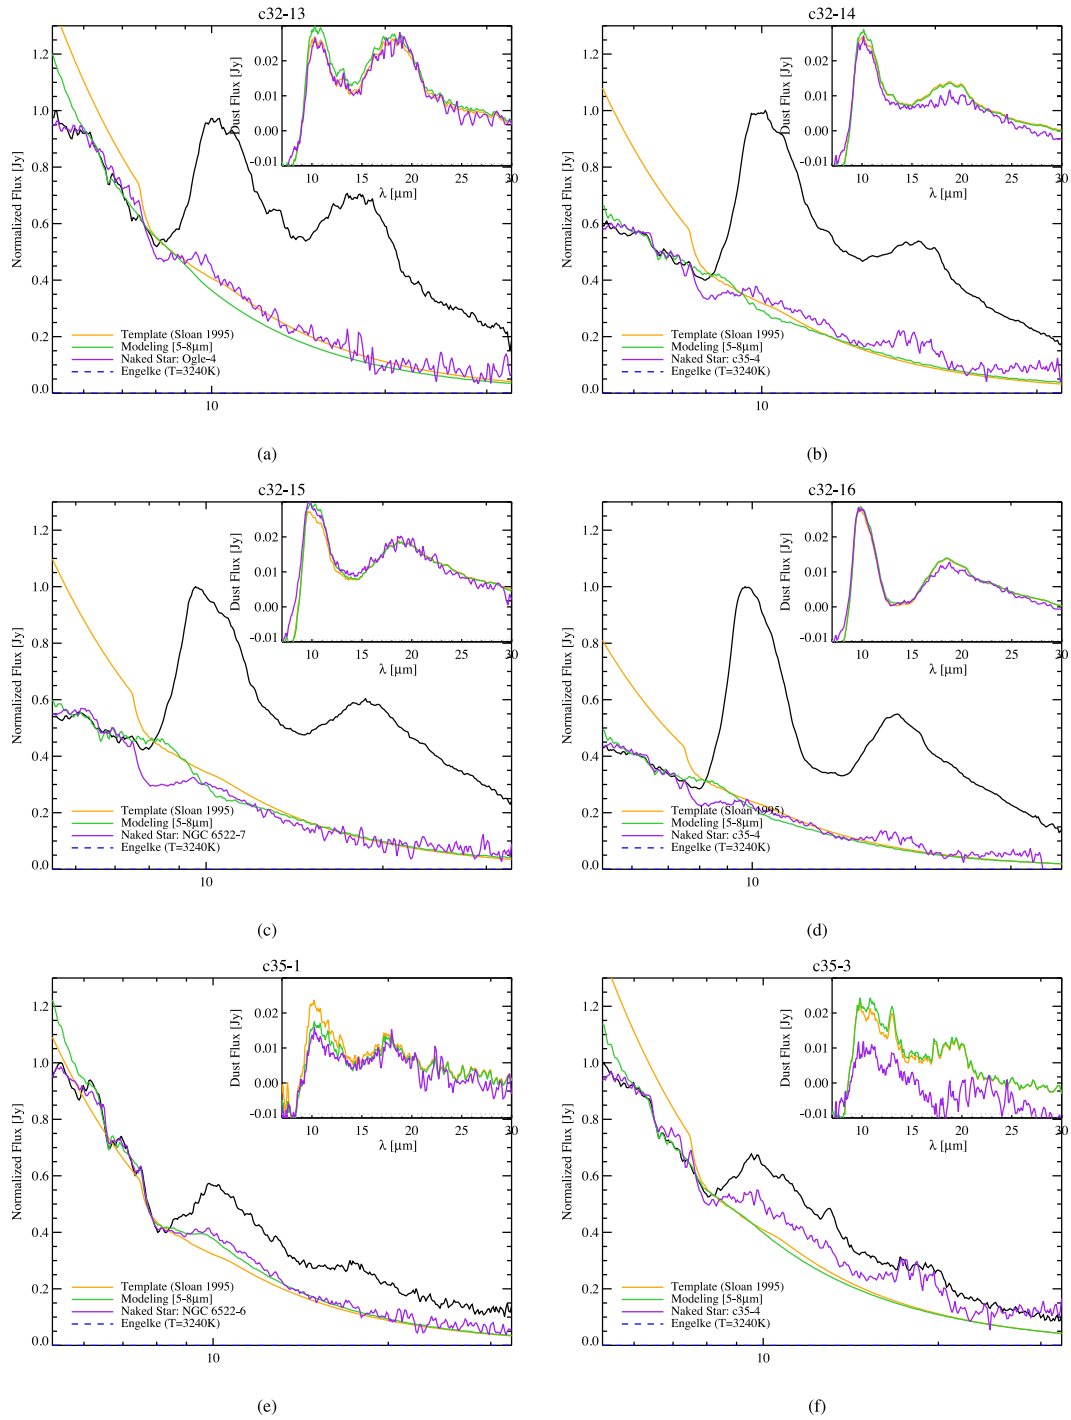 c32-13
1.2
1.0
0.8
0.6
0.4
0.2
0.0
Normalized Flux [Jy]
0.02
0.01
0.00
-0.01
Dust Flux [Jy]
10 15 20 25 30
λ [μm]
Template (Sloan 1995)
Modeling [5-8μm]
Naked Star: Ogle-4
Engelke (T=3240K)
10
(a)
c32-14
1.2
1.0
0.8
0.6
0.4
0.2
0.0
Normalized Flux [Jy]
0.02
0.01
0.00
-0.01
Dust Flux [Jy]
10 15 20 25 30
λ [μm]
Template (Sloan 1995)
Modeling [5-8μm]
Naked Star: c35-4
Engelke (T=3240K)
10
(b)
c32-15
1.2
1.0
0.8
0.6
0.4
0.2
0.0
Normalized Flux [Jy]
0.02
0.01
0.00
-0.01
Dust Flux [Jy]
10 15 20 25 30
λ [μm]
Template (Sloan 1995)
Modeling [5-8μm]
Naked Star: NGC 6522-7
Engelke (T=3240K)
10
(c)
c32-16
1.2
1.0
0.8
0.6
0.4
0.2
0.0
Normalized Flux [Jy]
0.02
0.01
0.00
-0.01
Dust Flux [Jy]
10 15 20 25 30
λ [μm]
Template (Sloan 1995)
Modeling [5-8μm]
Naked Star: c35-4
Engelke (T=3240K)
10
(d)
c35-1
1.2
1.0
0.8
0.6
0.4
0.2
0.0
Normalized Flux [Jy]
0.02
0.01
0.00
-0.01
Dust Flux [Jy]
10 15 20 25 30
λ [μm]
Template (Sloan 1995)
Modeling [5-8μm]
Naked Star: NGC 6522-6
Engelke (T=3240K)
10
(e)
c35-3
1.2
1.0
0.8
0.6
0.4
0.2
0.0
Normalized Flux [Jy]
0.02
0.01
0.00
-0.01
Dust Flux [Jy]
10 15 20 25 30
λ [μm]
Template (Sloan 1995)
Modeling [5-8μm]
Naked Star: c35-4
Engelke (T=3240K)
10
(f)